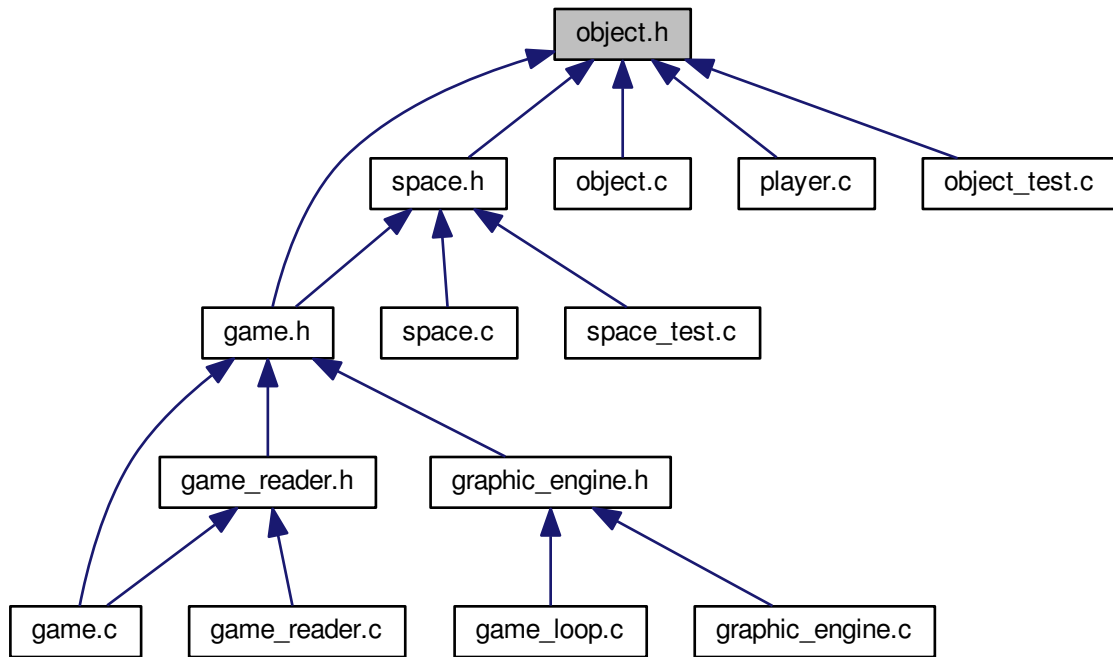 object.h
space.h
object.c
player.c
object_test.c
game.h
space.c
space_test.c
game_reader.h
graphic_engine.h
game.c
game_reader.c
game_loop.c
graphic_engine.c